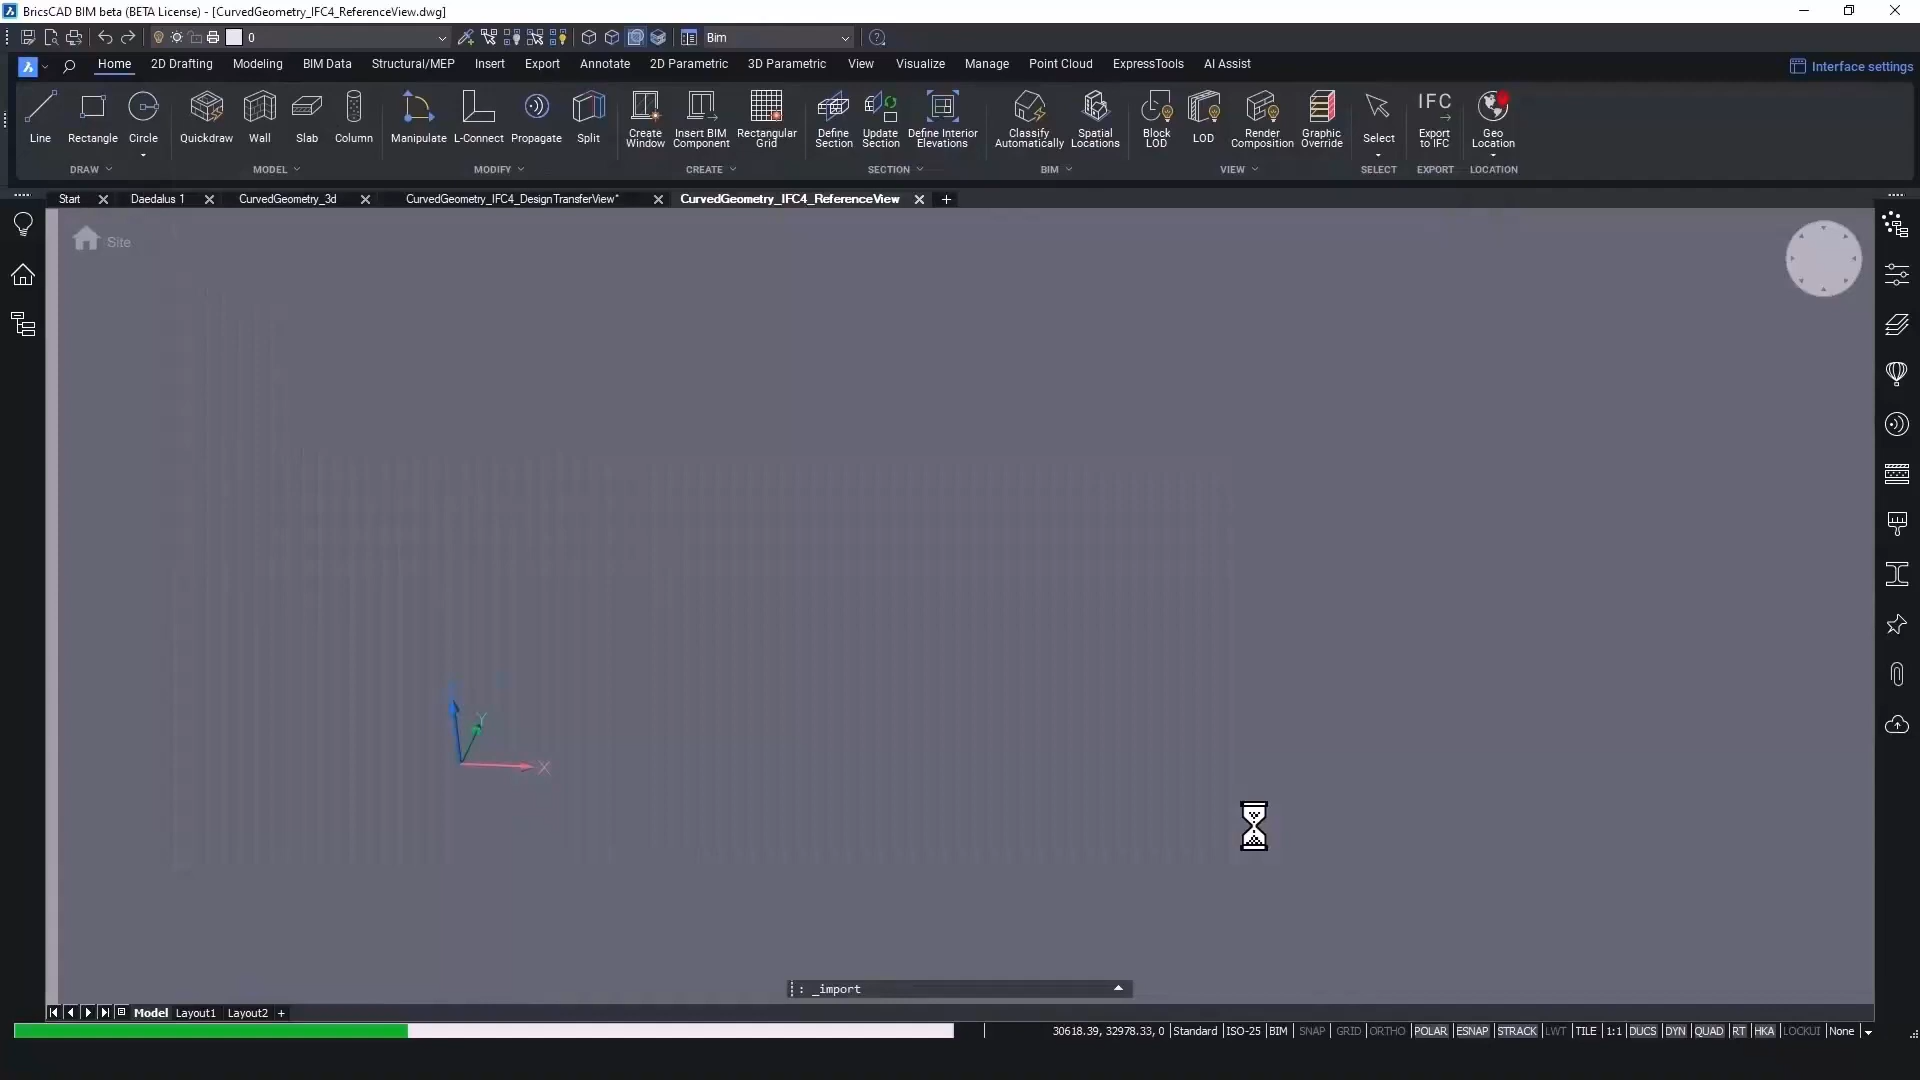 BricsCAD BIM beta (BETA License) - [CurvedGeometry_IFC4_ReferenceView.dwg]
0
Bim
Home 2D Drafting Modeling BIM Data Structural/MEP Insert Export Annotate 2D Parametric 3D Parametric View Visualize Manage Point Cloud ExpressTools AI Assist
Interface settings
Line Rectangle Circle Quickdraw Wall Slab Column Manipulate L-Connect Propagate Split Create Window Insert BIM Component Rectangular Grid Define Section Update Section Define Interior Elevations Classify Automatically Spatial Locations Block LOD LOD Render Composition Graphic Override Select IFC Export to IFC Geo Location
DRAW MODEL MODIFY CREATE SECTION BIM VIEW SELECT EXPORT LOCATION
Start Daedalus 1 CurvedGeometry_3d CurvedGeometry_IFC4_DesignTransferView* CurvedGeometry_IFC4_ReferenceView +
Site
Y
X
: _import
Model Layout1 Layout2 +
30618.39, 32978.33, 0 Standard ISO-25 BIM SNAP GRID ORTHO POLAR ESNAP STRACK LWT TILE 1:1 DUCS DYN QUAD RT HKA LOCKUI None